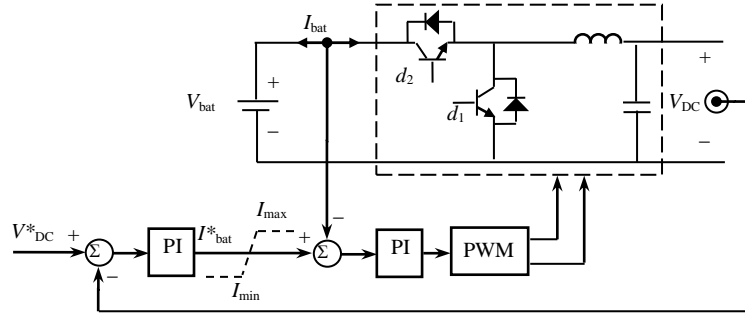 I_bat
d_2
V_bat
+
−
d_1
+
V_DC
−
V*_DC
+
Σ
−
PI
I*_bat
I_max
I_min
−
+
Σ
PI
PWM